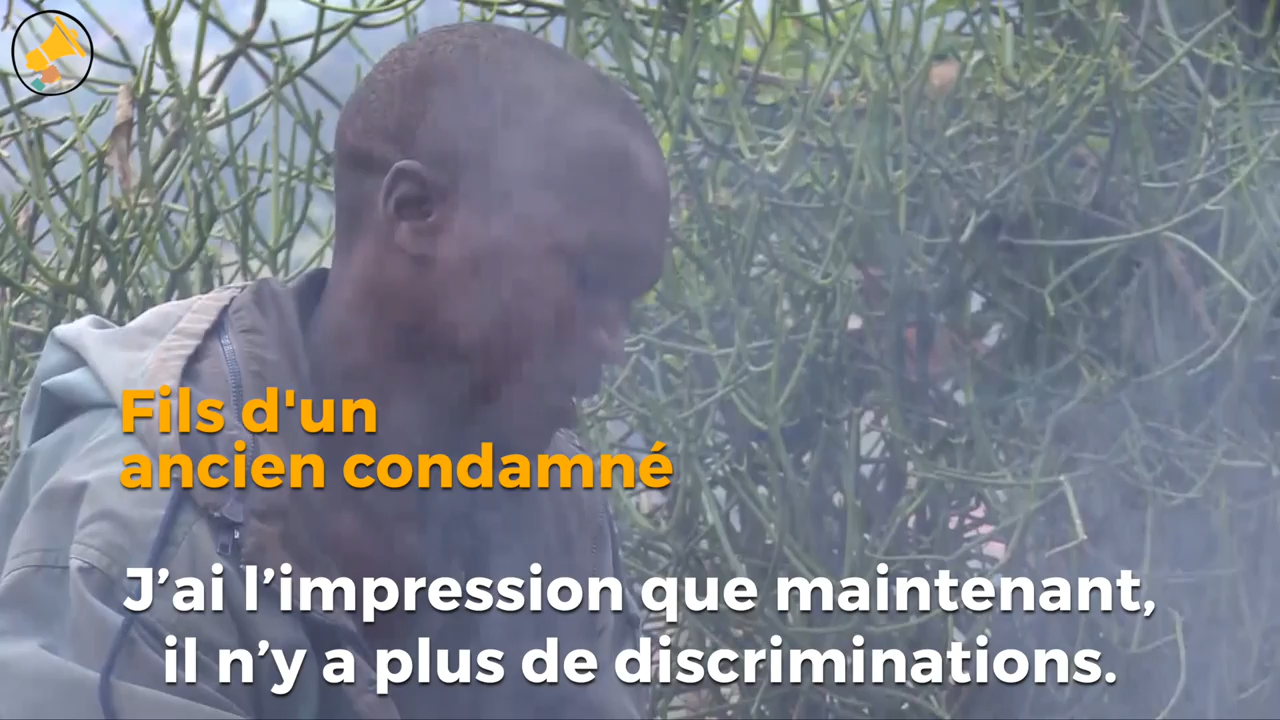 Fils d'un
ancien condamné
J’ai l’impression que maintenant,
il n’y a plus de discriminations.